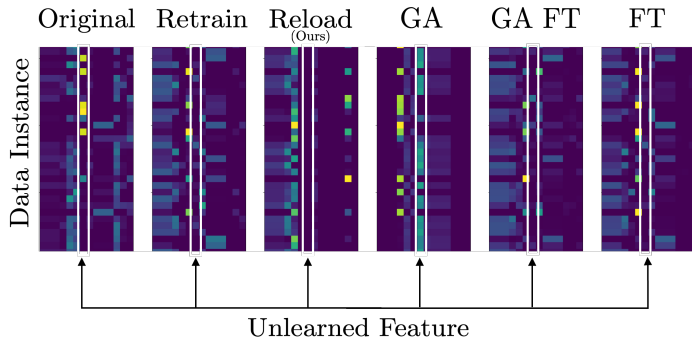 Original Retrain Reload GA GA FT FT
(Ours)
Data Instance
Unlearned Feature